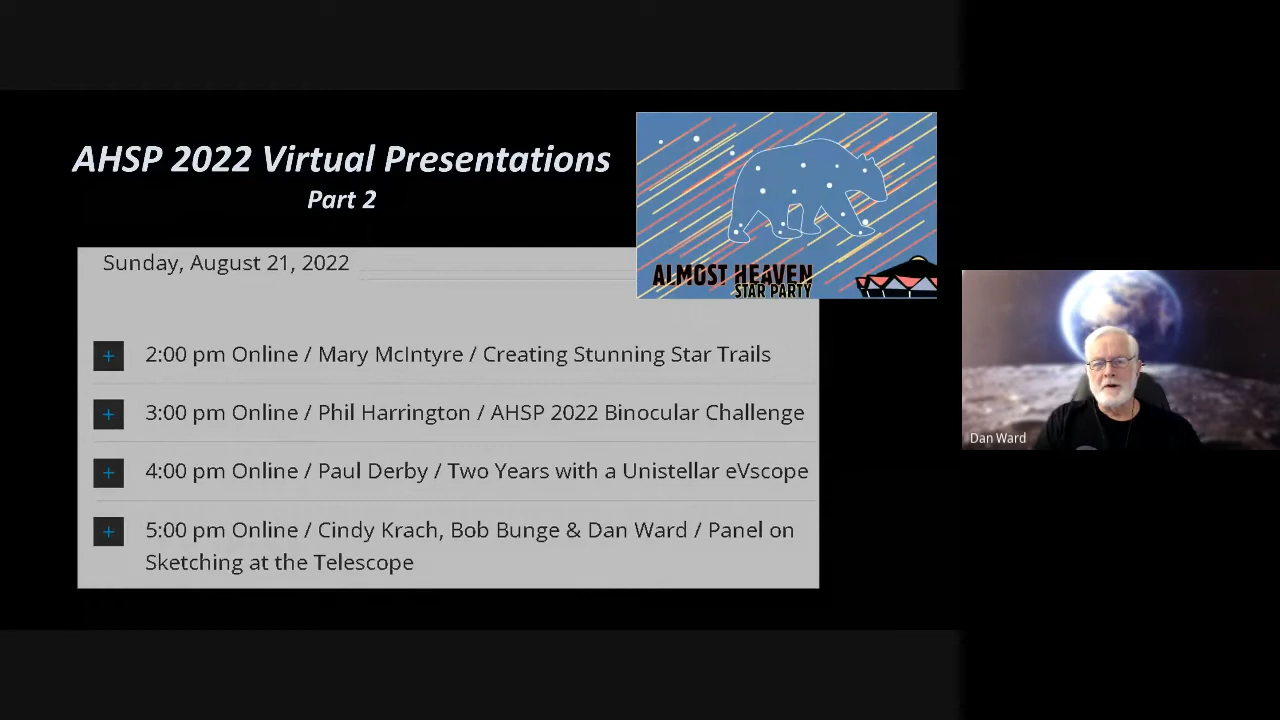 AHSP 2022 Virtual Presentations
Part 2
ALMOST HEAVEN
STAR PARTY
Sunday, August 21, 2022
2:00 pm Online / Mary McIntyre / Creating Stunning Star Trails
3:00 pm Online / Phil Harrington / AHSP 2022 Binocular Challenge
4:00 pm Online / Paul Derby / Two Years with a Unistellar eVscope
5:00 pm Online / Cindy Krach, Bob Bunge & Dan Ward / Panel on
Sketching at the Telescope
Dan Ward